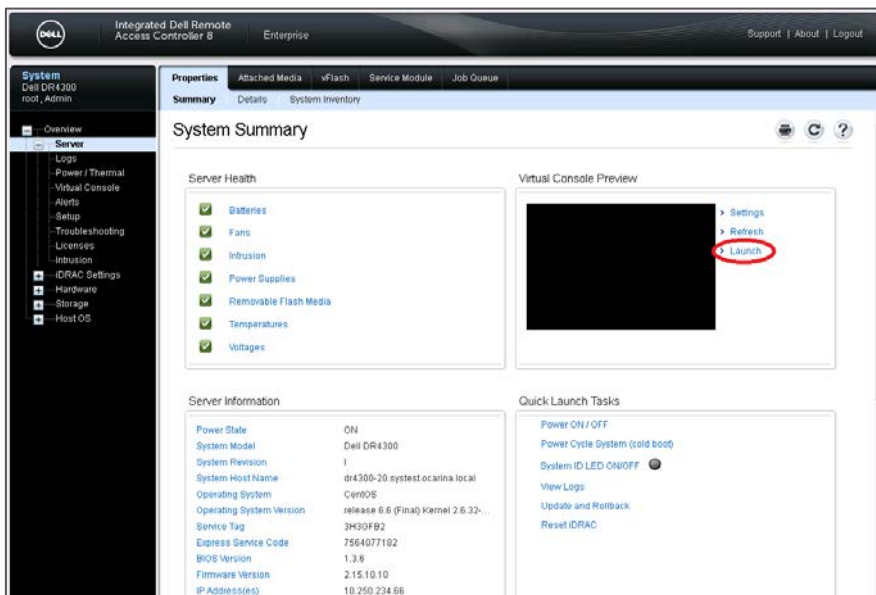 DELL
Integrated Dell Remote
Access Controller 8
Enterprise
Support | About | Logout
System
Dell DR4300
root , Admin
Properties Attached Media vFlash Service Module Job Queue
Summary Details System Inventory
Overview
Server
Logs
Power / Thermal
Virtual Console
Alerts
Setup
Troubleshooting
Licenses
Intrusion
iDRAC Settings
Hardware
Storage
Host OS
System Summary
?
Server Health
Batteries
Fans
Intrusion
Power Supplies
Removable Flash Media
Temperatures
Voltages
Virtual Console Preview
Settings
Refresh
Launch
Server Information
Power State ON
System Model Dell DR4300
System Revision I
System Host Name dr4300-20.systest.ocarina.local
Operating System CentOS
Operating System Version release 6.6 (Final) Kernel 2.6.32-...
Service Tag 3H30FB2
Express Service Code 7564077182
BIOS Version 1.3.6
Firmware Version 2.15.10.10
IP Address(es) 10.250.234.66
Quick Launch Tasks
Power ON / OFF
Power Cycle System (cold boot)
System ID LED ON/OFF
View Logs
Update and Rollback
Reset iDRAC